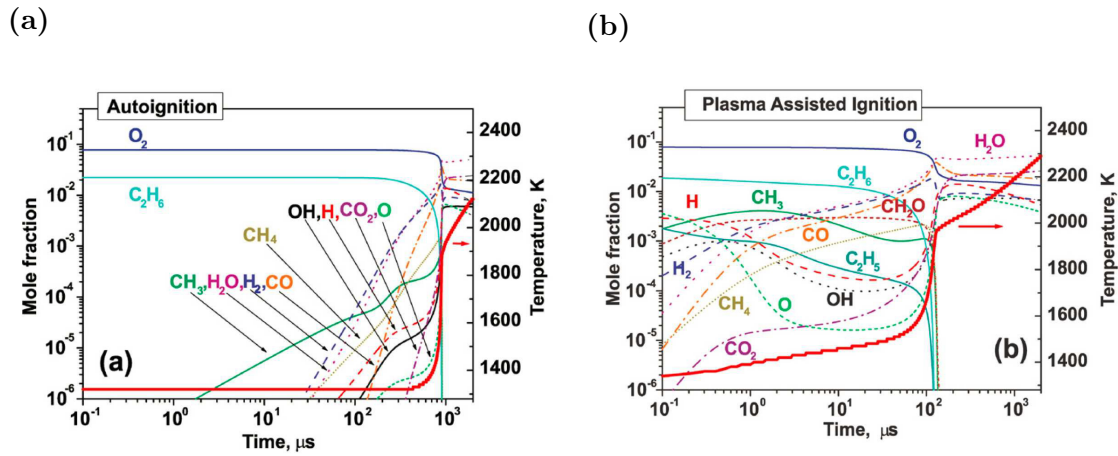 (a)
(b)
Autoignition
Plasma Assisted Ignition
Mole fraction
10⁻¹
10⁻²
10⁻³
10⁻⁴
10⁻⁵
10⁻⁶
O₂
C₂H₆
CH₄
OH,H,CO₂,O
CH₃,H₂O,H₂,CO
(a)
2400
2200
2000
1800
1600
1400
Temperature, K
10⁻¹ 10⁰ 10¹ 10² 10³
Time, μs
Mole fraction
10⁻¹
10⁻²
10⁻³
10⁻⁴
10⁻⁵
10⁻⁶
O₂
H₂O
C₂H₆
CH₃
CH₂O
H
CO
H₂
C₂H₅
CH₄
OH
O
CO₂
(b)
2400
2200
2000
1800
1600
1400
Temperature, K
10⁻¹ 10⁰ 10¹ 10² 10³
Time, μs